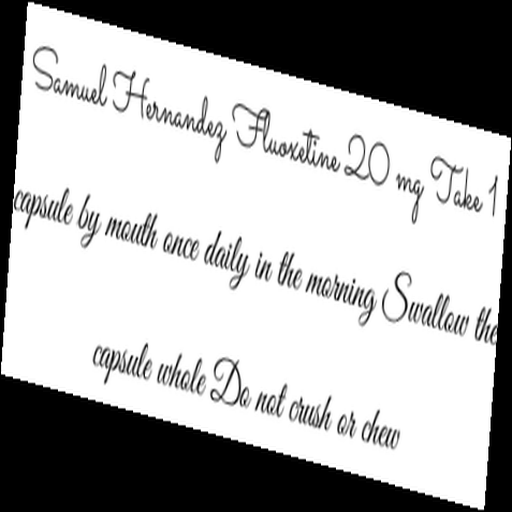 Samuel Hernandez Fluoxetine 20 mg Take 1
capsule by mouth once daily in the morning Swallow the
capsule whole Do not crush or chew